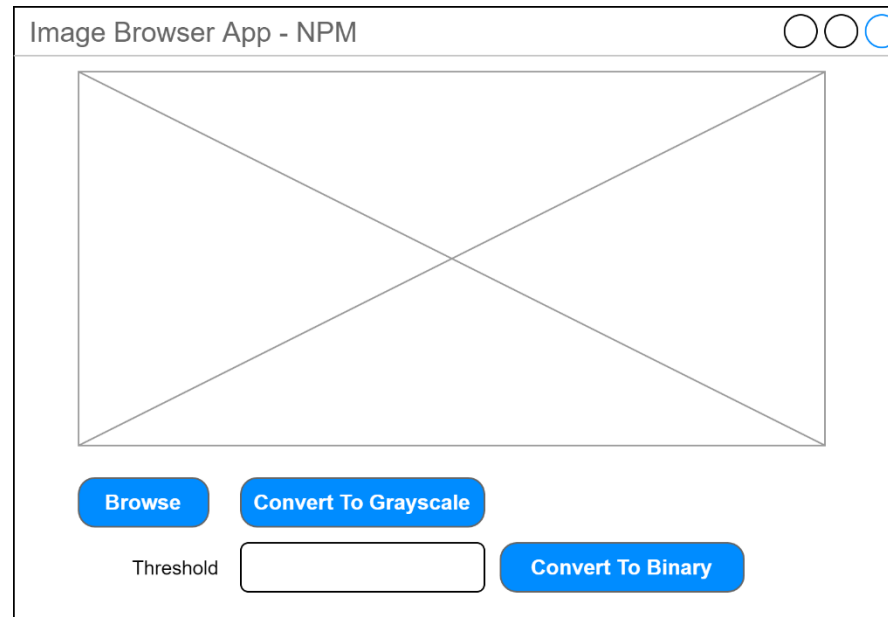 Image Browser App - NPM
Browse
Convert To Grayscale
Threshold
Convert To Binary